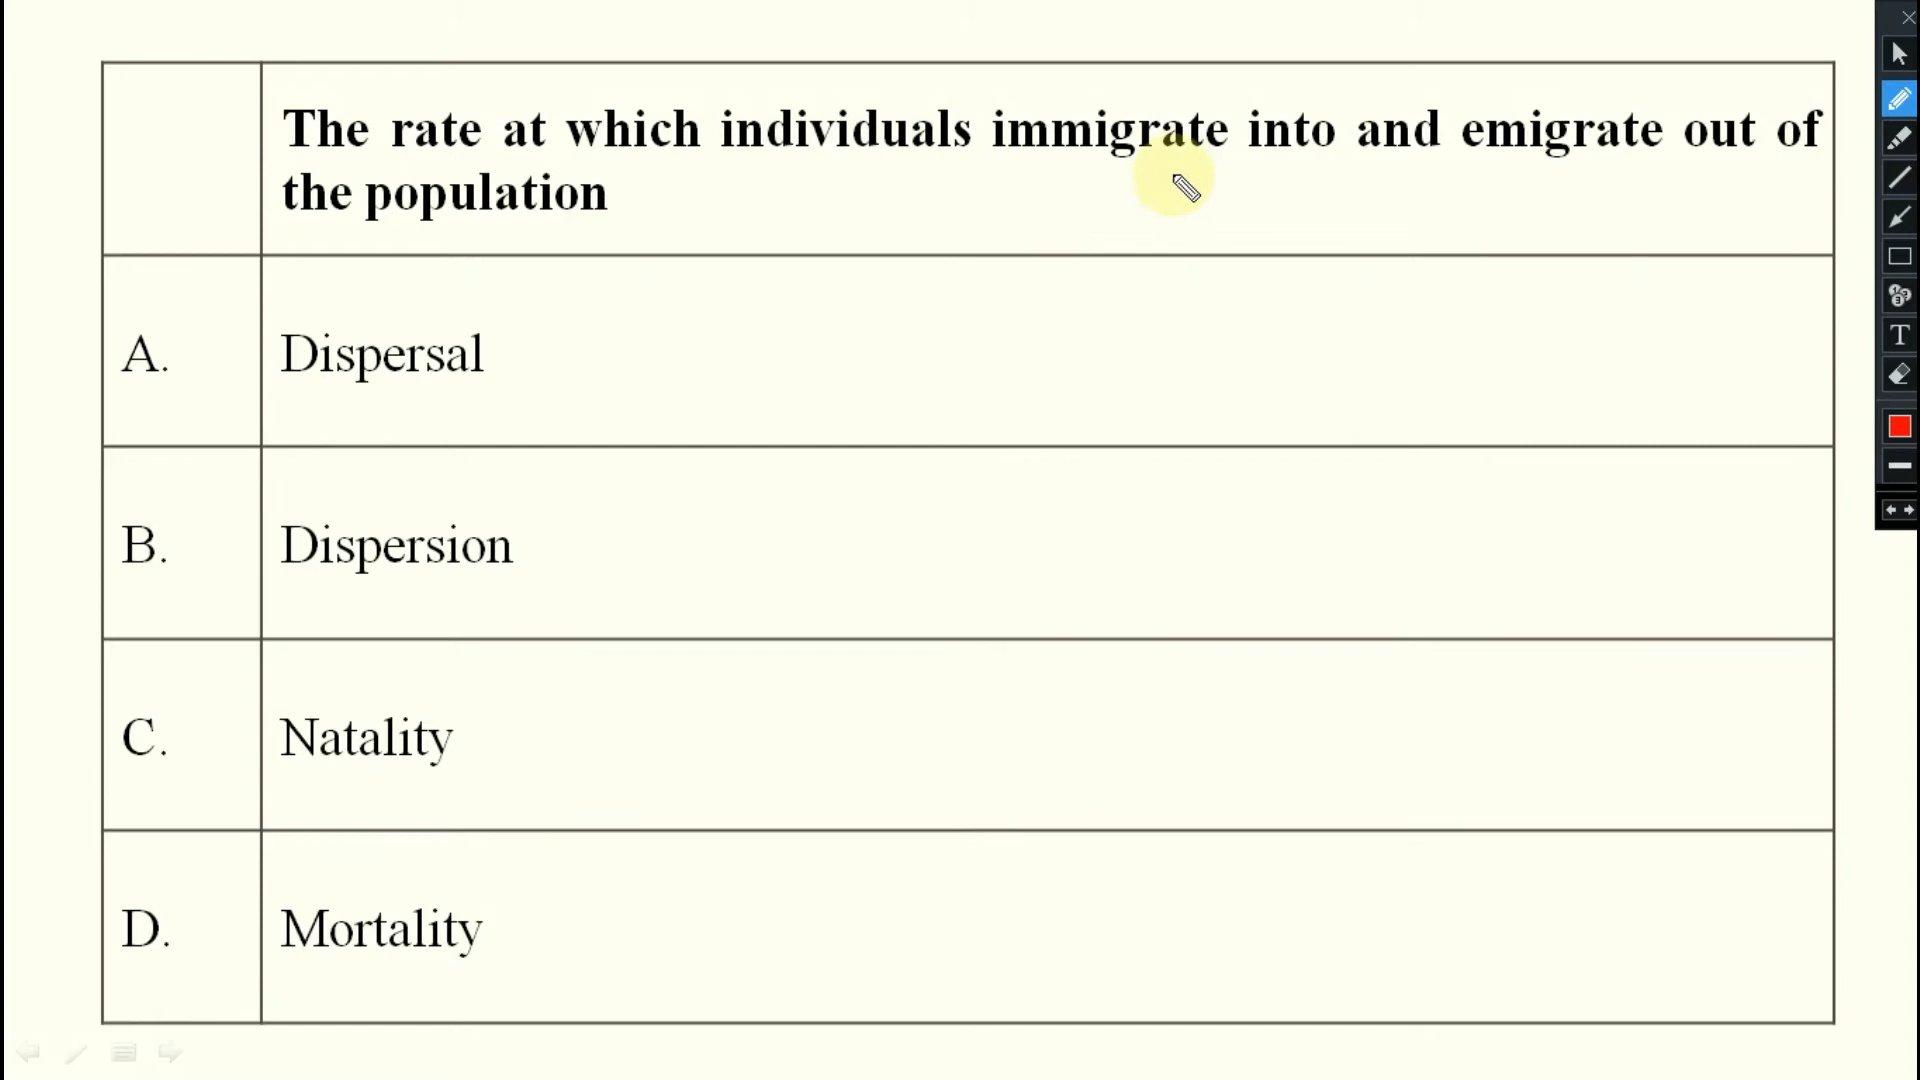 The rate at which individuals immigrate into and emigrate out of
the population
A. Dispersal
B. Dispersion
C. Natality
D. Mortality
T